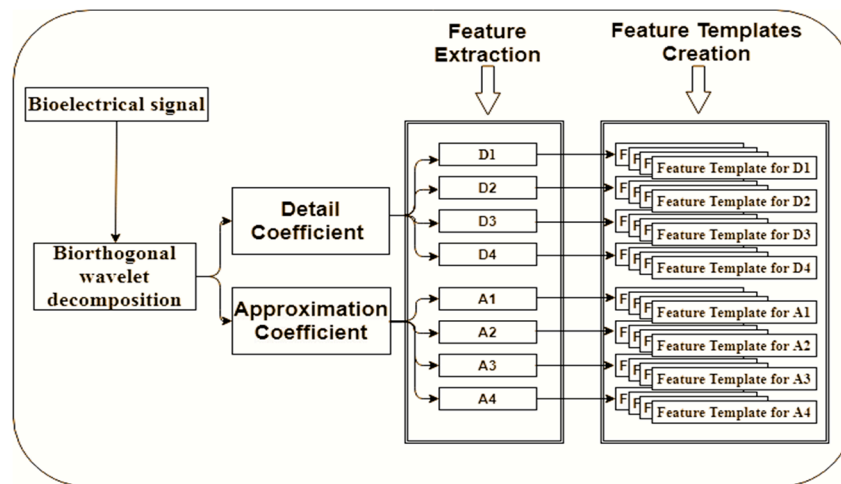 Feature
Extraction
Feature Templates
Creation
Bioelectrical signal
Biorthogonal
wavelet
decomposition
Detail
Coefficient
Approximation
Coefficient
D1
D2
D3
D4
A1
A2
A3
A4
F F F F Feature Template for D1
F F F F Feature Template for D2
F F F F Feature Template for D3
F F F F Feature Template for D4
F F F F Feature Template for A1
F F F F Feature Template for A2
F F F F Feature Template for A3
F F F F Feature Template for A4